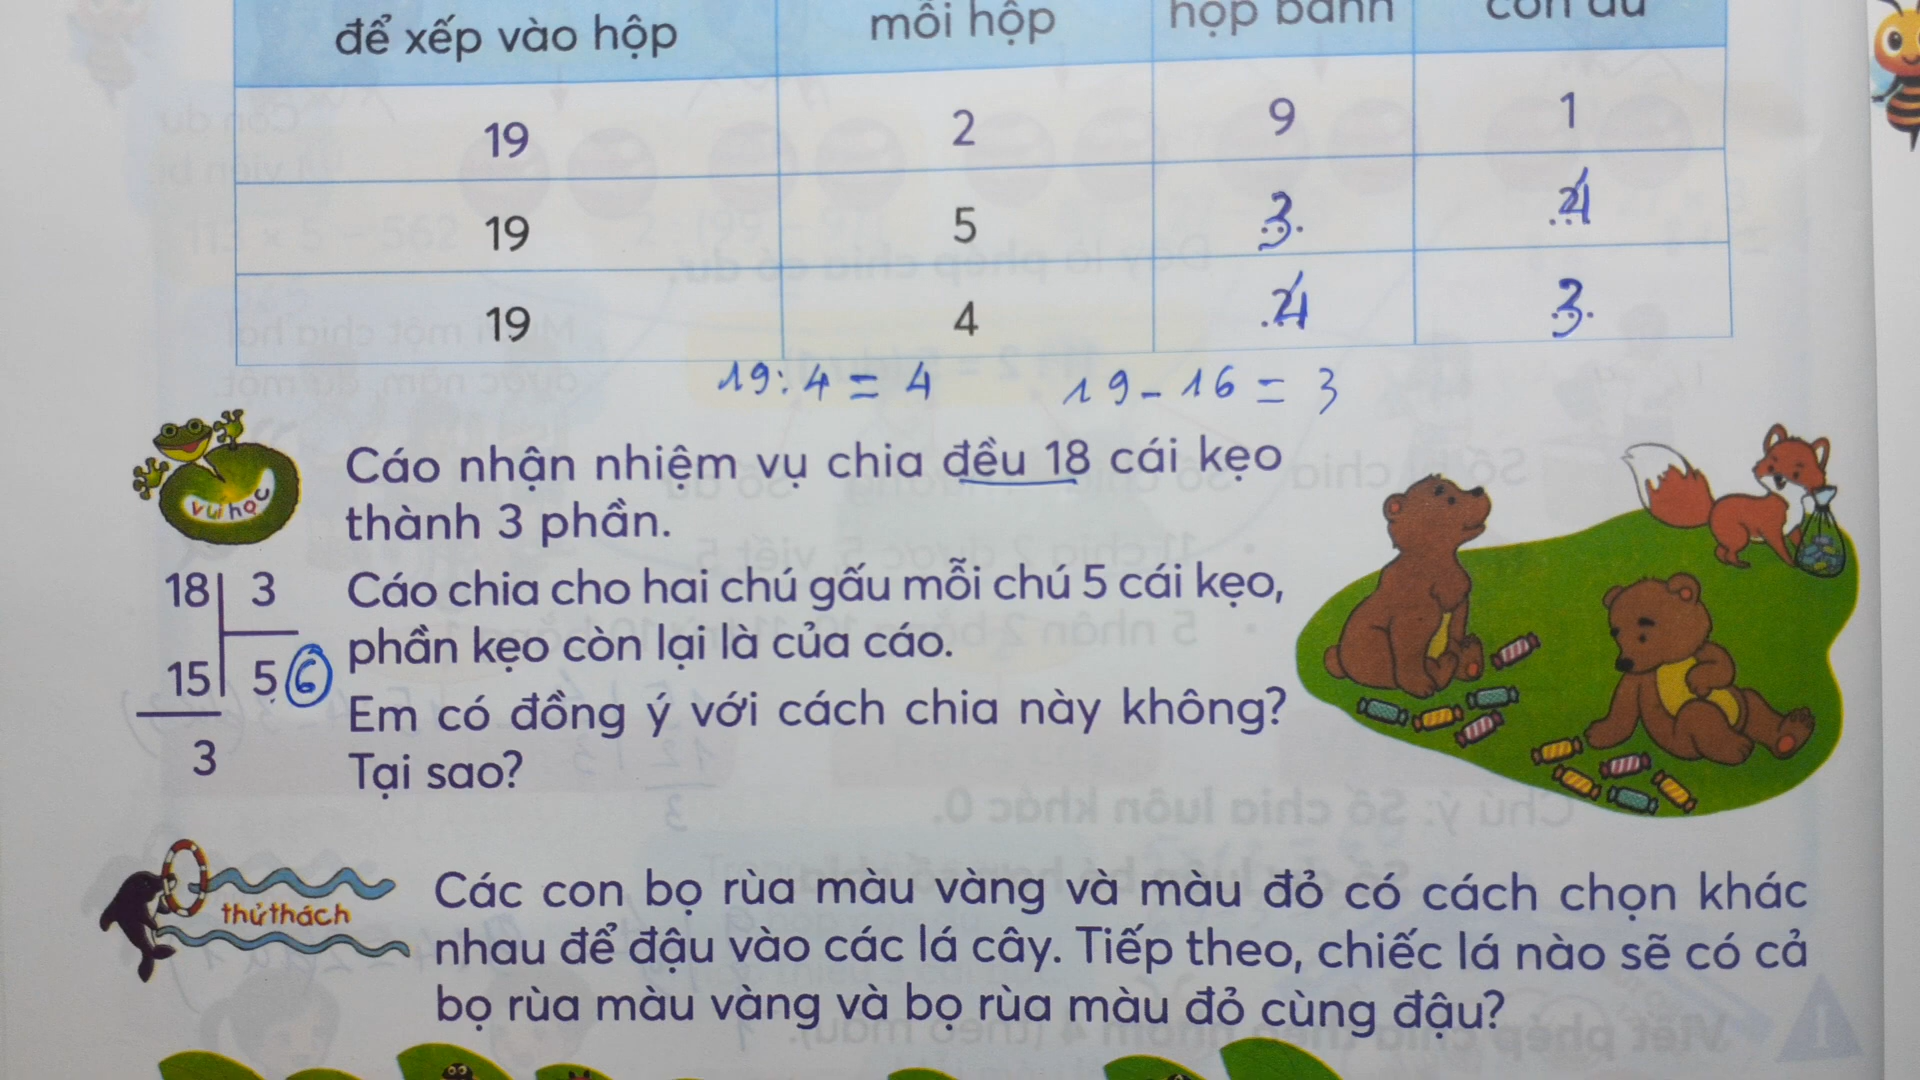 để xếp vào hộp mỗi hộp hộp bánh còn dư
19 2 9 1
19 5 3 4
19 4 4 3
19 : 4 = 4 19 - 16 = 3
vui học
Cáo nhận nhiệm vụ chia đều 18 cái kẹo
thành 3 phần.
18 3
15 5 6
3
Cáo chia cho hai chú gấu mỗi chú 5 cái kẹo,
phần kẹo còn lại là của cáo.
Em có đồng ý với cách chia này không?
Tại sao?
thử thách
Các con bọ rùa màu vàng và màu đỏ có cách chọn khác
nhau để đậu vào các lá cây. Tiếp theo, chiếc lá nào sẽ có cả
bọ rùa màu vàng và bọ rùa màu đỏ cùng đậu?